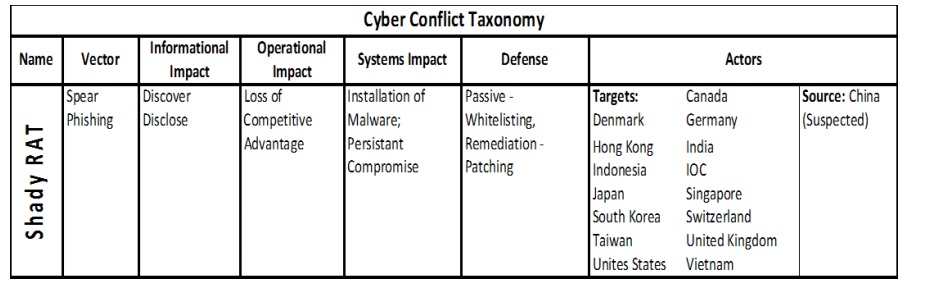 Cyber Conflict Taxonomy
Name
Vector
Informational
Impact
Operational
Impact
Systems Impact
Defense
Actors
Shady RAT
Spear
Phishing
Discover
Disclose
Loss of
Competitive
Advantage
Installation of
Malware;
Persistant
Compromise
Passive -
Whitelisting,
Remediation -
Patching
Targets:
Denmark
Hong Kong
Indonesia
Japan
South Korea
Taiwan
Unites States
Canada
Germany
India
IOC
Singapore
Switzerland
United Kingdom
Vietnam
Source: China
(Suspected)